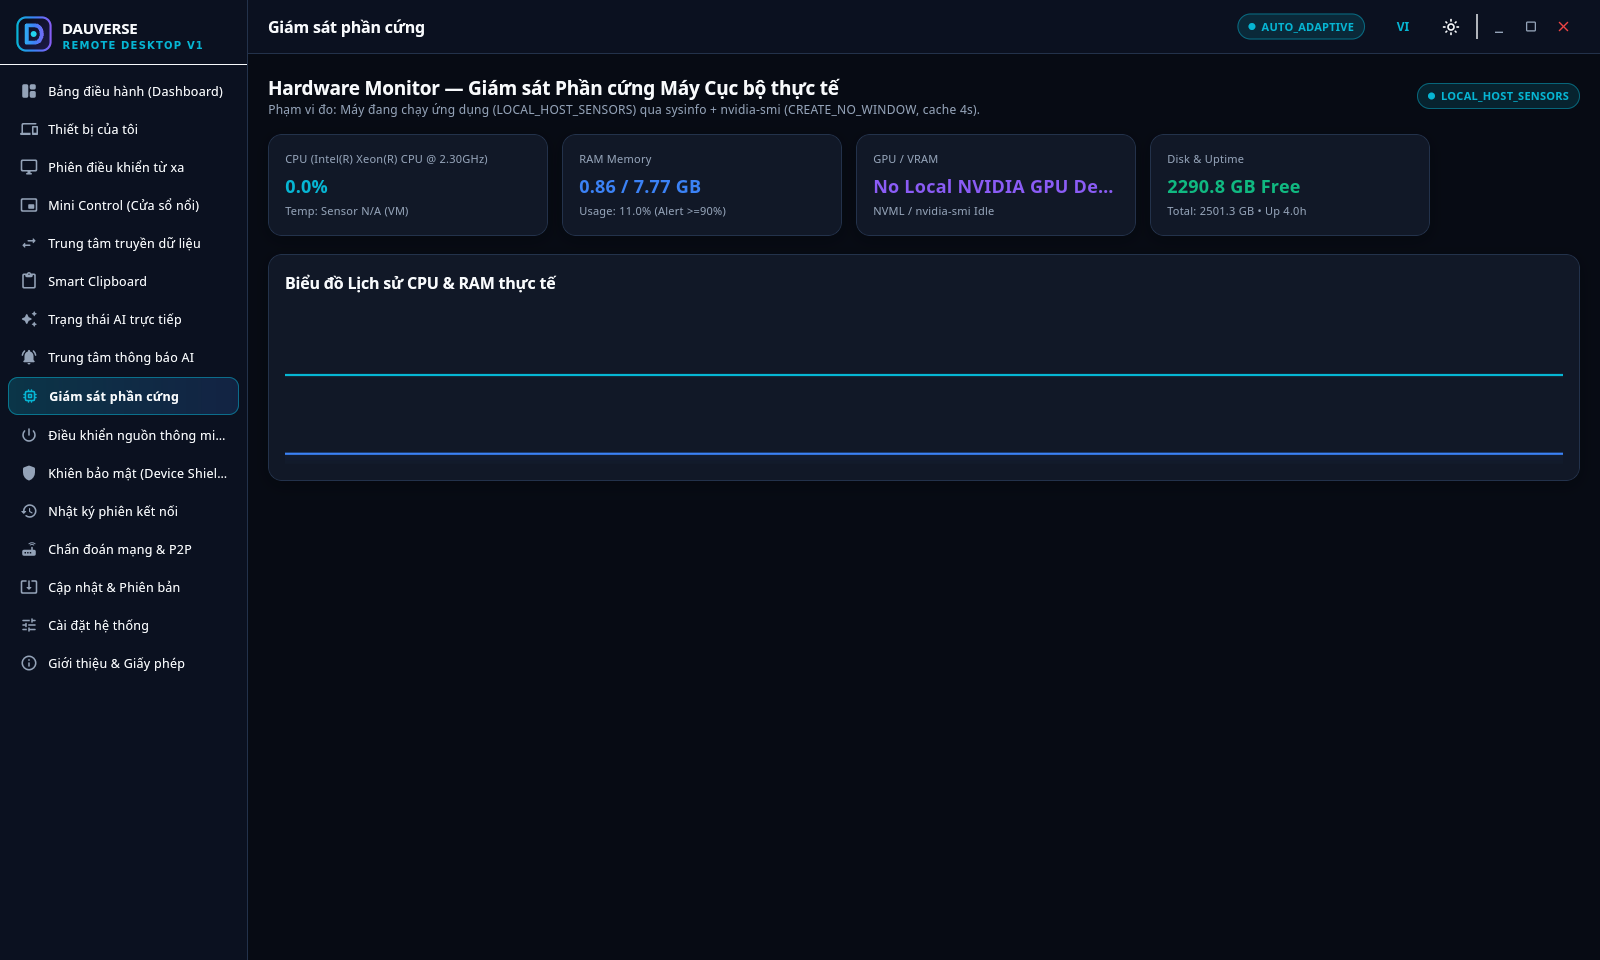 DAUVERSE
REMOTE DESKTOP V1
Giám sát phần cứng
AUTO_ADAPTIVE
VI
Bảng điều hành (Dashboard)
Thiết bị của tôi
Phiên điều khiển từ xa
Mini Control (Cửa sổ nổi)
Trung tâm truyền dữ liệu
Smart Clipboard
Trạng thái AI trực tiếp
Trung tâm thông báo AI
Giám sát phần cứng
Điều khiển nguồn thông mi...
Khiên bảo mật (Device Shiel...
Nhật ký phiên kết nối
Chẩn đoán mạng & P2P
Cập nhật & Phiên bản
Cài đặt hệ thống
Giới thiệu & Giấy phép
Hardware Monitor — Giám sát Phần cứng Máy Cục bộ thực tế
Phạm vi đo: Máy đang chạy ứng dụng (LOCAL_HOST_SENSORS) qua sysinfo + nvidia-smi (CREATE_NO_WINDOW, cache 4s).
LOCAL_HOST_SENSORS
CPU (Intel(R) Xeon(R) CPU @ 2.30GHz)
0.0%
Temp: Sensor N/A (VM)
RAM Memory
0.86 / 7.77 GB
Usage: 11.0% (Alert >=90%)
GPU / VRAM
No Local NVIDIA GPU De...
NVML / nvidia-smi Idle
Disk & Uptime
2290.8 GB Free
Total: 2501.3 GB • Up 4.0h
Biểu đồ Lịch sử CPU & RAM thực tế